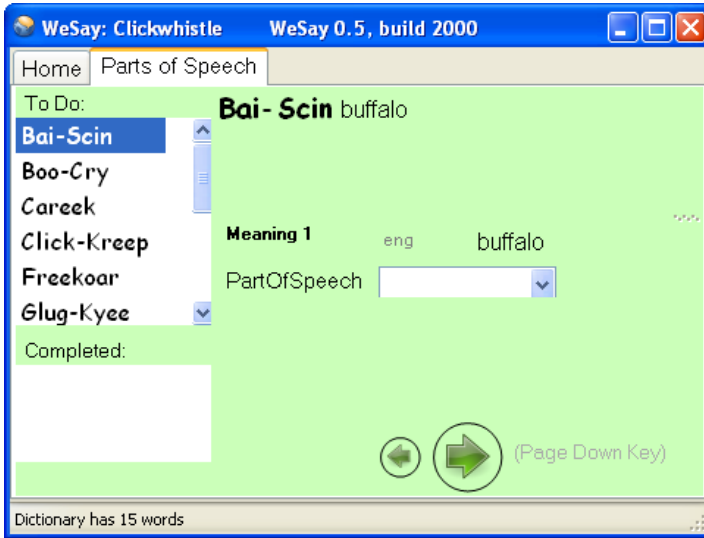 WeSay: Clickwhistle WeSay 0.5, build 2000
Home Parts of Speech
To Do:
Bai-Scin
Boo-Cry
Careek
Click-Kreep
Freekoar
Glug-Kyee
Completed:
Bai- Scin buffalo
Meaning 1 eng buffalo
PartOfSpeech
(Page Down Key)
Dictionary has 15 words